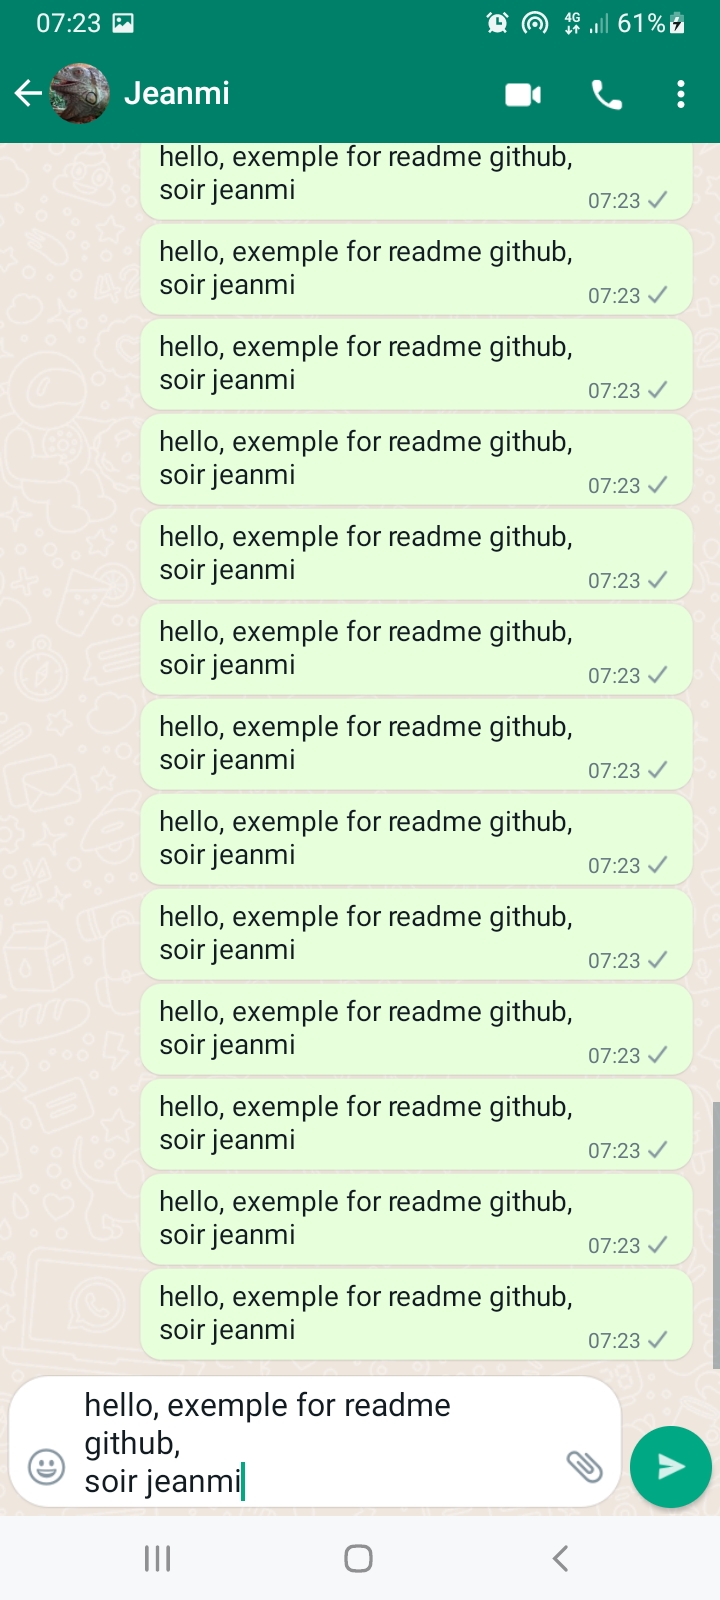 07:23
4G
61%
Jeanmi
hello, exemple for readme github,
soir jeanmi
07:23
hello, exemple for readme github,
soir jeanmi
07:23
hello, exemple for readme github,
soir jeanmi
07:23
hello, exemple for readme github,
soir jeanmi
07:23
hello, exemple for readme github,
soir jeanmi
07:23
hello, exemple for readme github,
soir jeanmi
07:23
hello, exemple for readme github,
soir jeanmi
07:23
hello, exemple for readme github,
soir jeanmi
07:23
hello, exemple for readme github,
soir jeanmi
07:23
hello, exemple for readme github,
soir jeanmi
07:23
hello, exemple for readme github,
soir jeanmi
07:23
hello, exemple for readme github,
soir jeanmi
07:23
hello, exemple for readme github,
soir jeanmi
07:23
hello, exemple for readme
github,
soir jeanmi